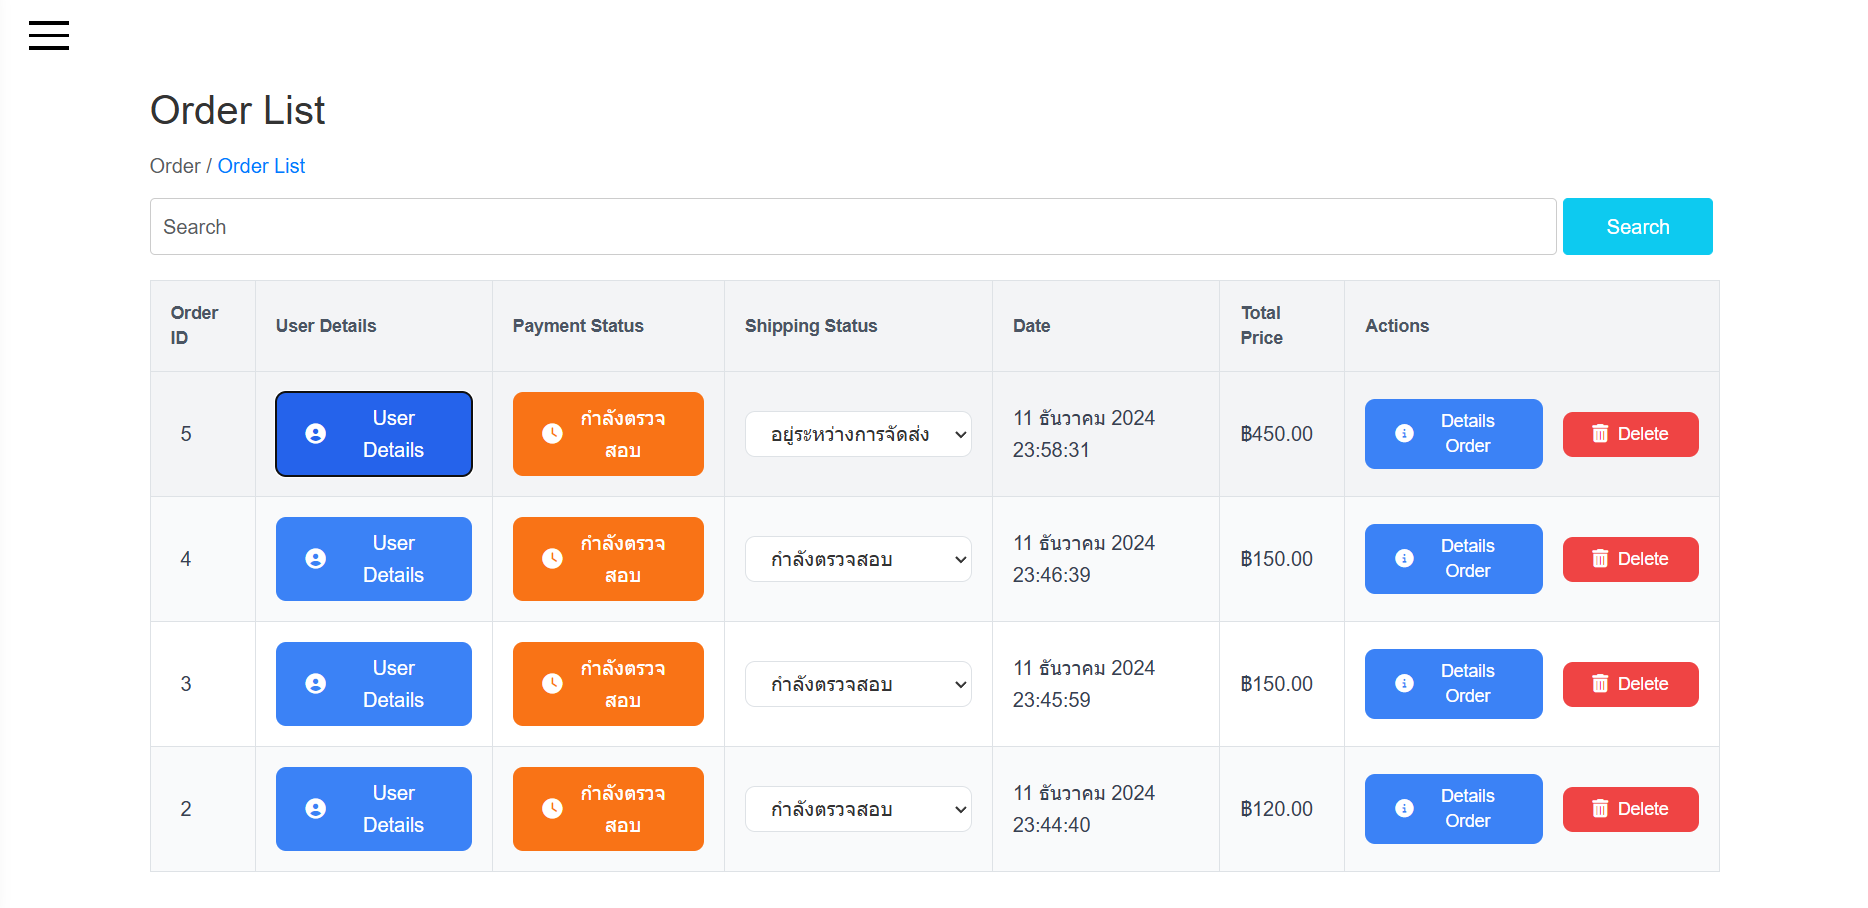 Order List
Order / Order List
Search
Search
Order ID
User Details
Payment Status
Shipping Status
Date
Total Price
Actions
5
User
Details
กำลังตรวจ
สอบ
อยู่ระหว่างการจัดส่ง
11 ธันวาคม 2024
23:58:31
฿450.00
Details
Order
Delete
4
User
Details
กำลังตรวจ
สอบ
กำลังตรวจสอบ
11 ธันวาคม 2024
23:46:39
฿150.00
Details
Order
Delete
3
User
Details
กำลังตรวจ
สอบ
กำลังตรวจสอบ
11 ธันวาคม 2024
23:45:59
฿150.00
Details
Order
Delete
2
User
Details
กำลังตรวจ
สอบ
กำลังตรวจสอบ
11 ธันวาคม 2024
23:44:40
฿120.00
Details
Order
Delete